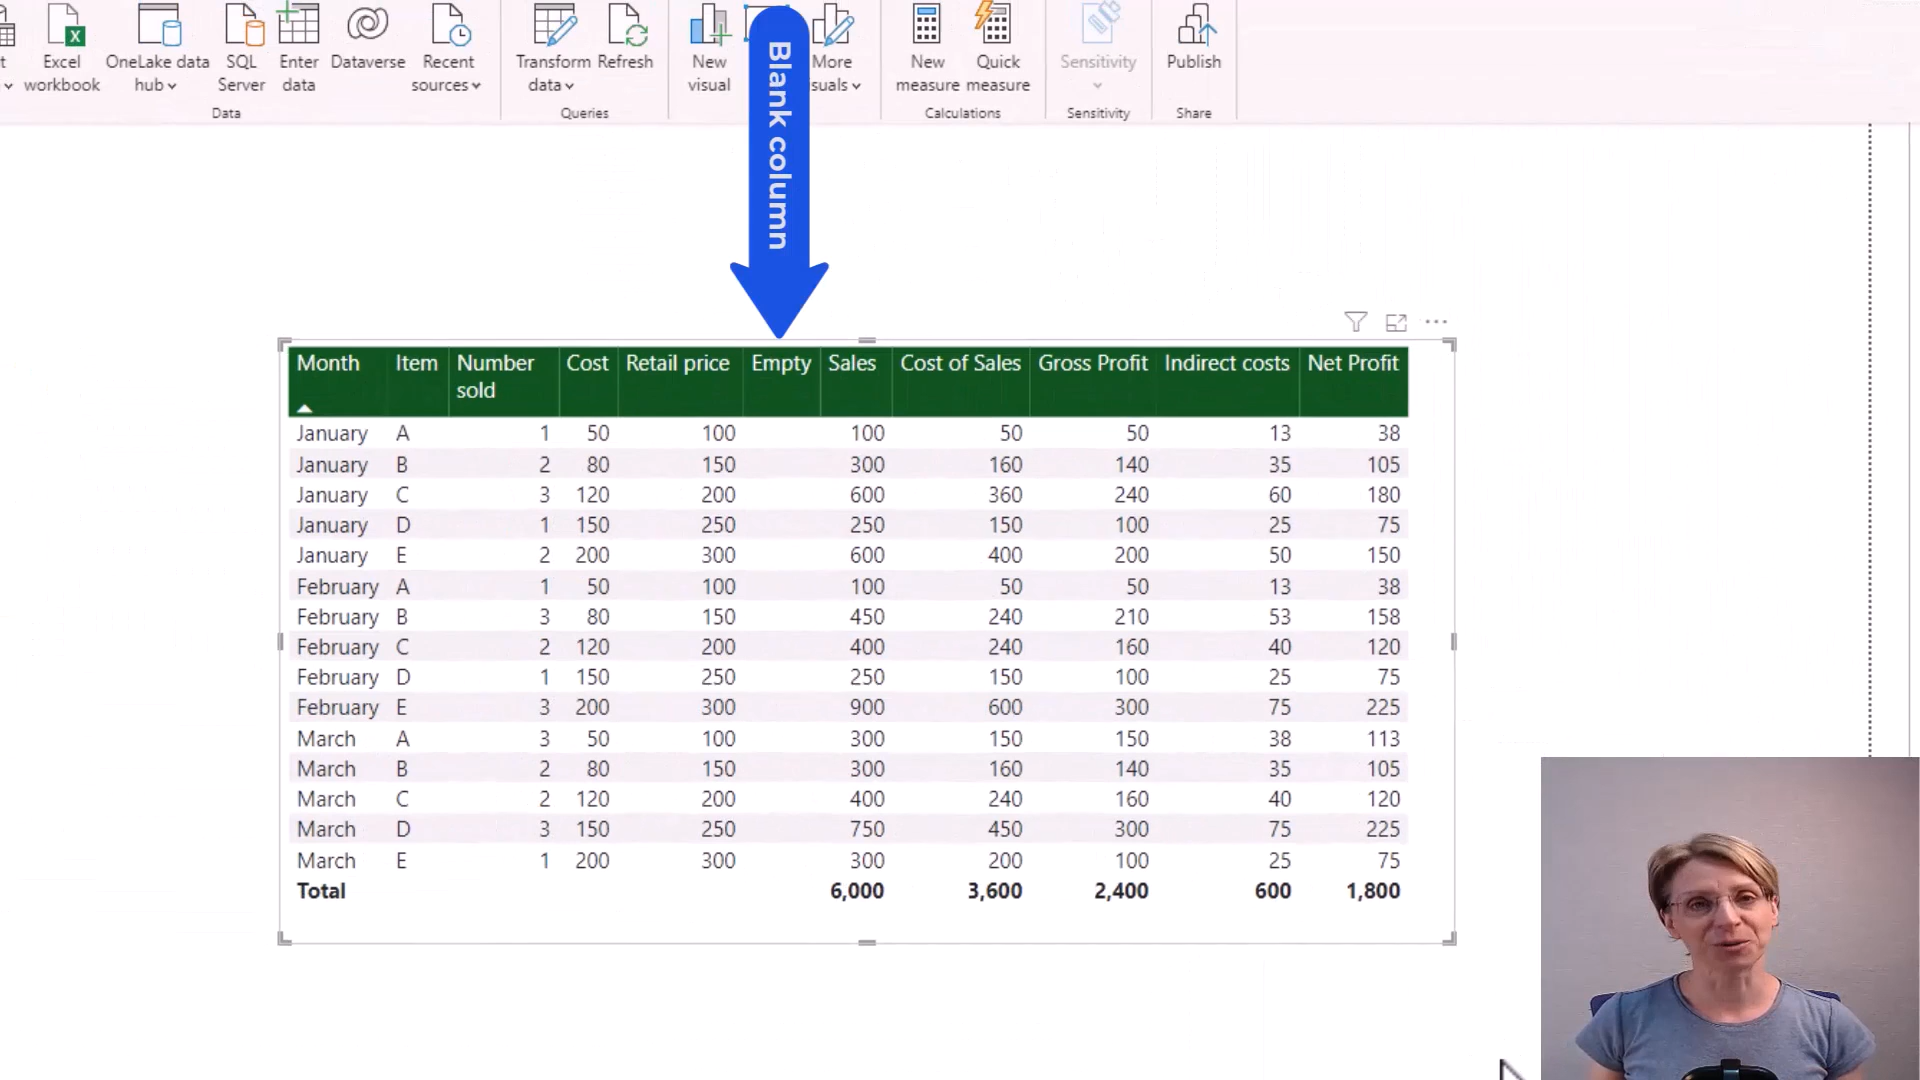 Excel workbook
OneLake data hub
SQL Server
Enter data
Dataverse
Recent sources
Data
Transform data
Refresh
Queries
New visual
More
suals
New measure
Quick measure
Calculations
Sensitivity
Sensitivity
Publish
Share
Blank column
Month Item Number sold Cost Retail price Empty Sales Cost of Sales Gross Profit Indirect costs Net Profit
January A 1 50 100 100 50 50 13 38
January B 2 80 150 300 160 140 35 105
January C 3 120 200 600 360 240 60 180
January D 1 150 250 250 150 100 25 75
January E 2 200 300 600 400 200 50 150
February A 1 50 100 100 50 50 13 38
February B 3 80 150 450 240 210 53 158
February C 2 120 200 400 240 160 40 120
February D 1 150 250 250 150 100 25 75
February E 3 200 300 900 600 300 75 225
March A 3 50 100 300 150 150 38 113
March B 2 80 150 300 160 140 35 105
March C 2 120 200 400 240 160 40 120
March D 3 150 250 750 450 300 75 225
March E 1 200 300 300 200 100 25 75
Total 6,000 3,600 2,400 600 1,800